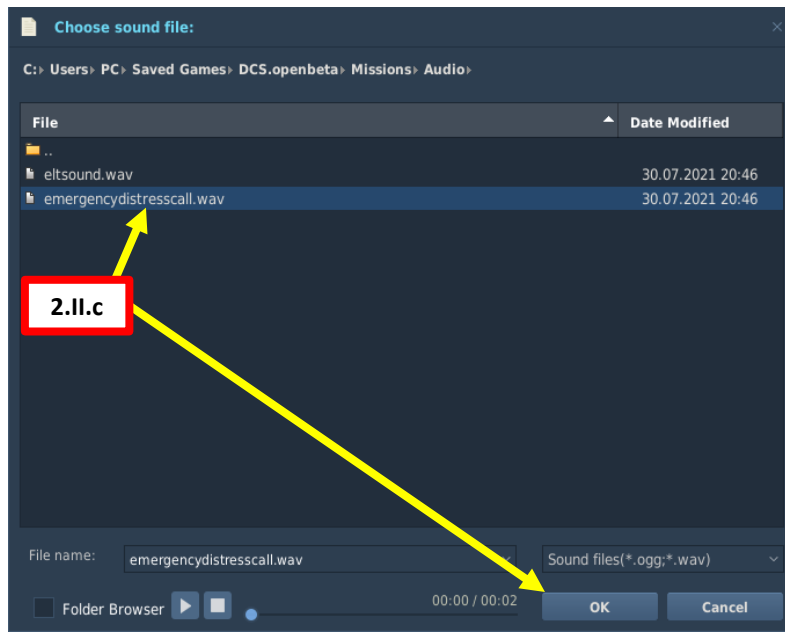 Choose sound file:
C: Users PC Saved Games DCS.openbeta Missions Audio
File Date Modified
..
eltsound.wav 30.07.2021 20:46
emergencydistresscall.wav 30.07.2021 20:46
2.II.c
File name: emergencydistresscall.wav Sound files(*.ogg;*.wav)
Folder Browser 00:00 / 00:02 OK Cancel